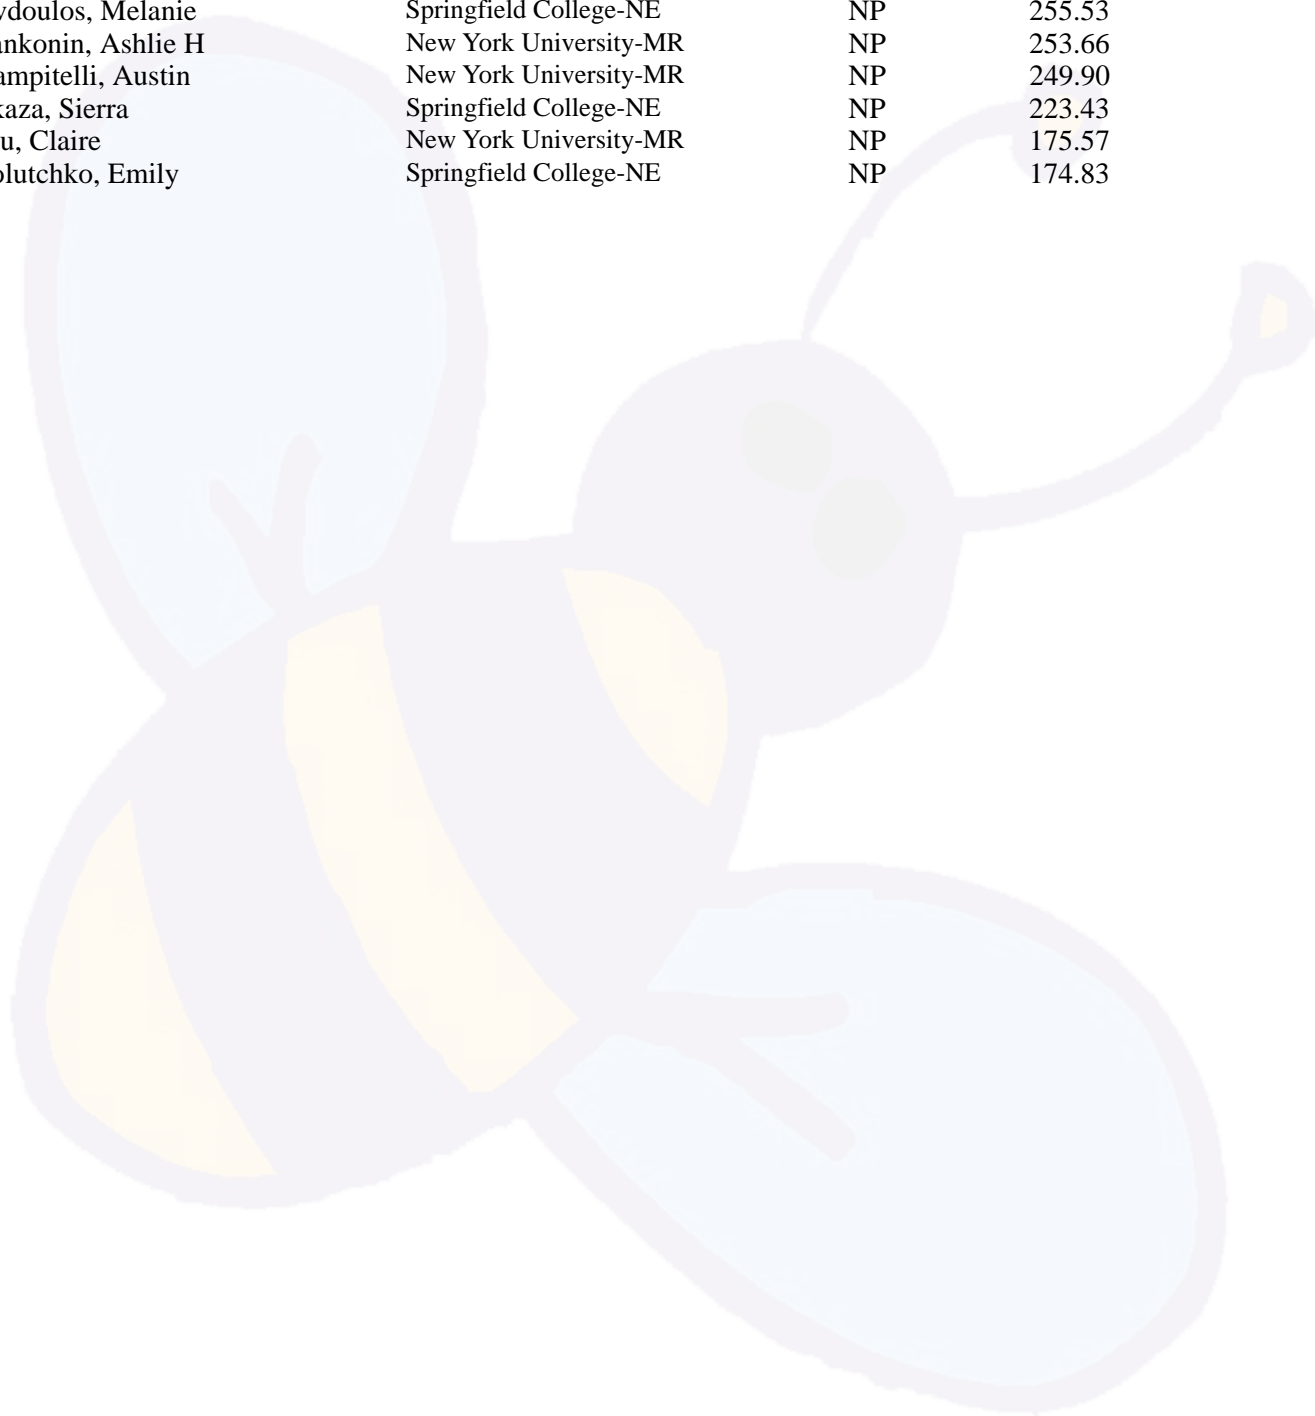 ydoulos, Melanie Springfield College-NE NP 255.53
ankonin, Ashlie H New York University-MR NP 253.66
ampitelli, Austin New York University-MR NP 249.90
kaza, Sierra Springfield College-NE NP 223.43
u, Claire New York University-MR NP 175.57
olutchko, Emily Springfield College-NE NP 174.83